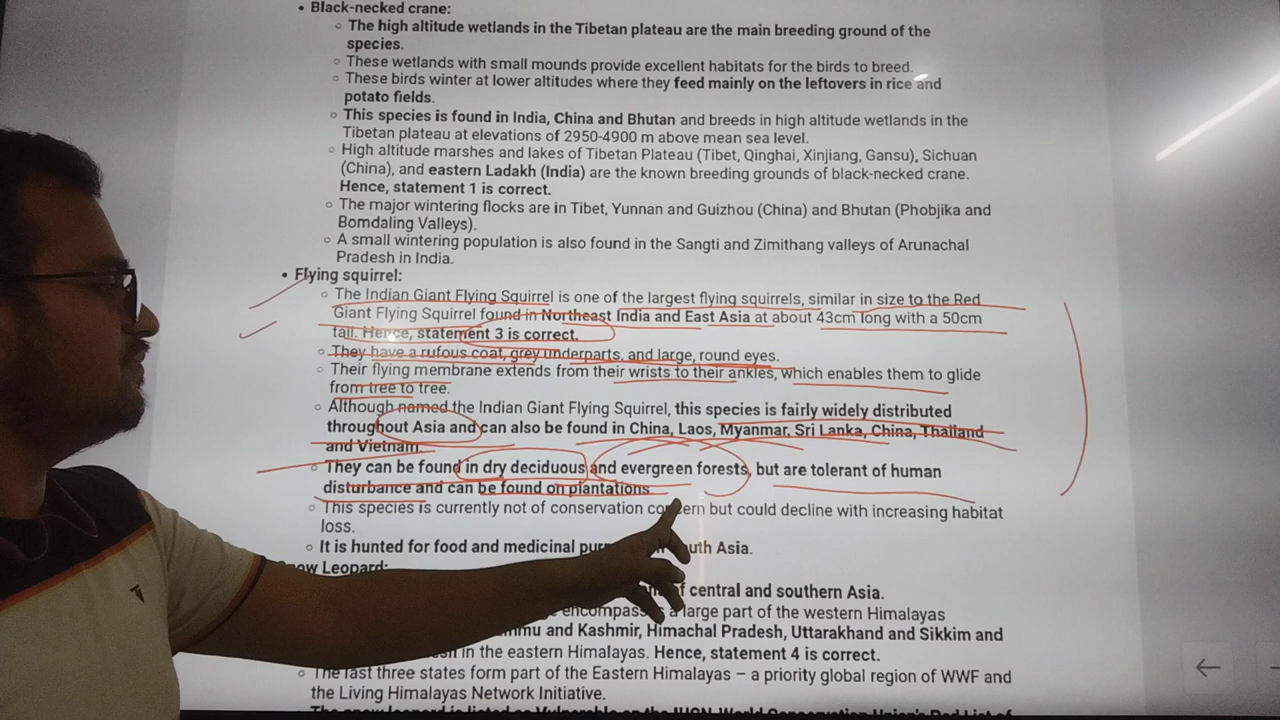 • Black-necked crane:
○ The high altitude wetlands in the Tibetan plateau are the main breeding ground of the
species.
○ These wetlands with small mounds provide excellent habitats for the birds to breed.
○ These birds winter at lower altitudes where they feed mainly on the leftovers in rice and
potato fields.
○ This species is found in India, China and Bhutan and breeds in high altitude wetlands in the
Tibetan plateau at elevations of 2950-4900 m above mean sea level.
○ High altitude marshes and lakes of Tibetan Plateau (Tibet, Qinghai, Xinjiang, Gansu), Sichuan
(China), and eastern Ladakh (India) are the known breeding grounds of black-necked crane.
Hence, statement 1 is correct.
○ The major wintering flocks are in Tibet, Yunnan and Guizhou (China) and Bhutan (Phobjika and
Bomdaling Valleys).
○ A small wintering population is also found in the Sangti and Zimithang valleys of Arunachal
Pradesh in India.
• Flying squirrel:
○ The Indian Giant Flying Squirrel is one of the largest flying squirrels, similar in size to the Red
Giant Flying Squirrel found in Northeast India and East Asia at about 43cm long with a 50cm
tail. Hence, statement 3 is correct.
○ They have a rufous coat, grey underparts, and large, round eyes.
○ Their flying membrane extends from their wrists to their ankles, which enables them to glide
from tree to tree.
○ Although named the Indian Giant Flying Squirrel, this species is fairly widely distributed
throughout Asia and can also be found in China, Laos, Myanmar, Sri Lanka, China, Thailand
and Vietnam.
○ They can be found in dry deciduous and evergreen forests, but are tolerant of human
disturbance and can be found on plantations.
○ This species is currently not of conservation concern but could decline with increasing habitat
loss.
○ It is hunted for food and medicinal Asia.
Leopard:
of central and southern Asia.
a large part of the western Himalayas
and Kashmir, Himachal Pradesh, Uttarakhand and Sikkim and
in the eastern Himalayas. Hence, statement 4 is correct.
○ The last three states form part of the Eastern Himalayas – a priority global region of WWF and
the Living Himalayas Network Initiative.